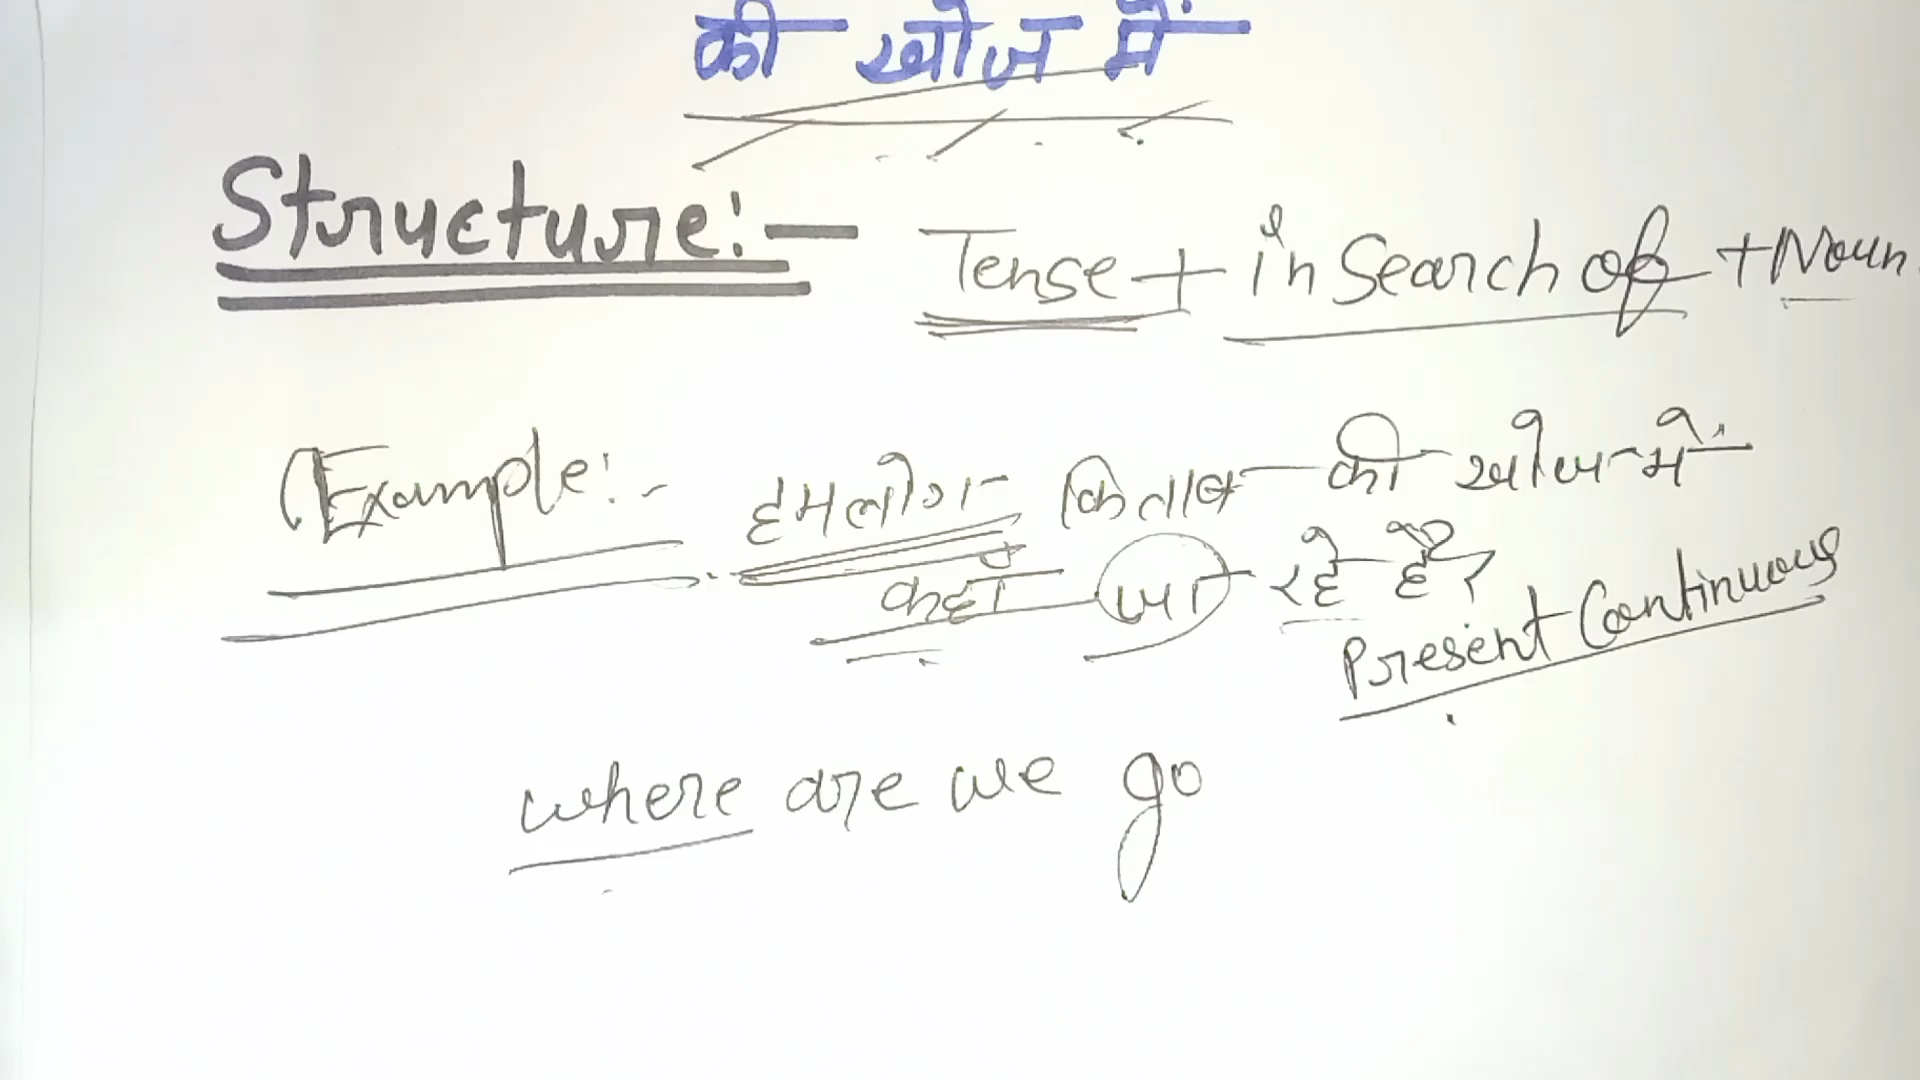 की खोज में
Structure:- Tense + in Search of + Noun
Example:- हमलोग किताब की खोज में
कहाँ जा रहे हैं?
Present Continuous
where are we go